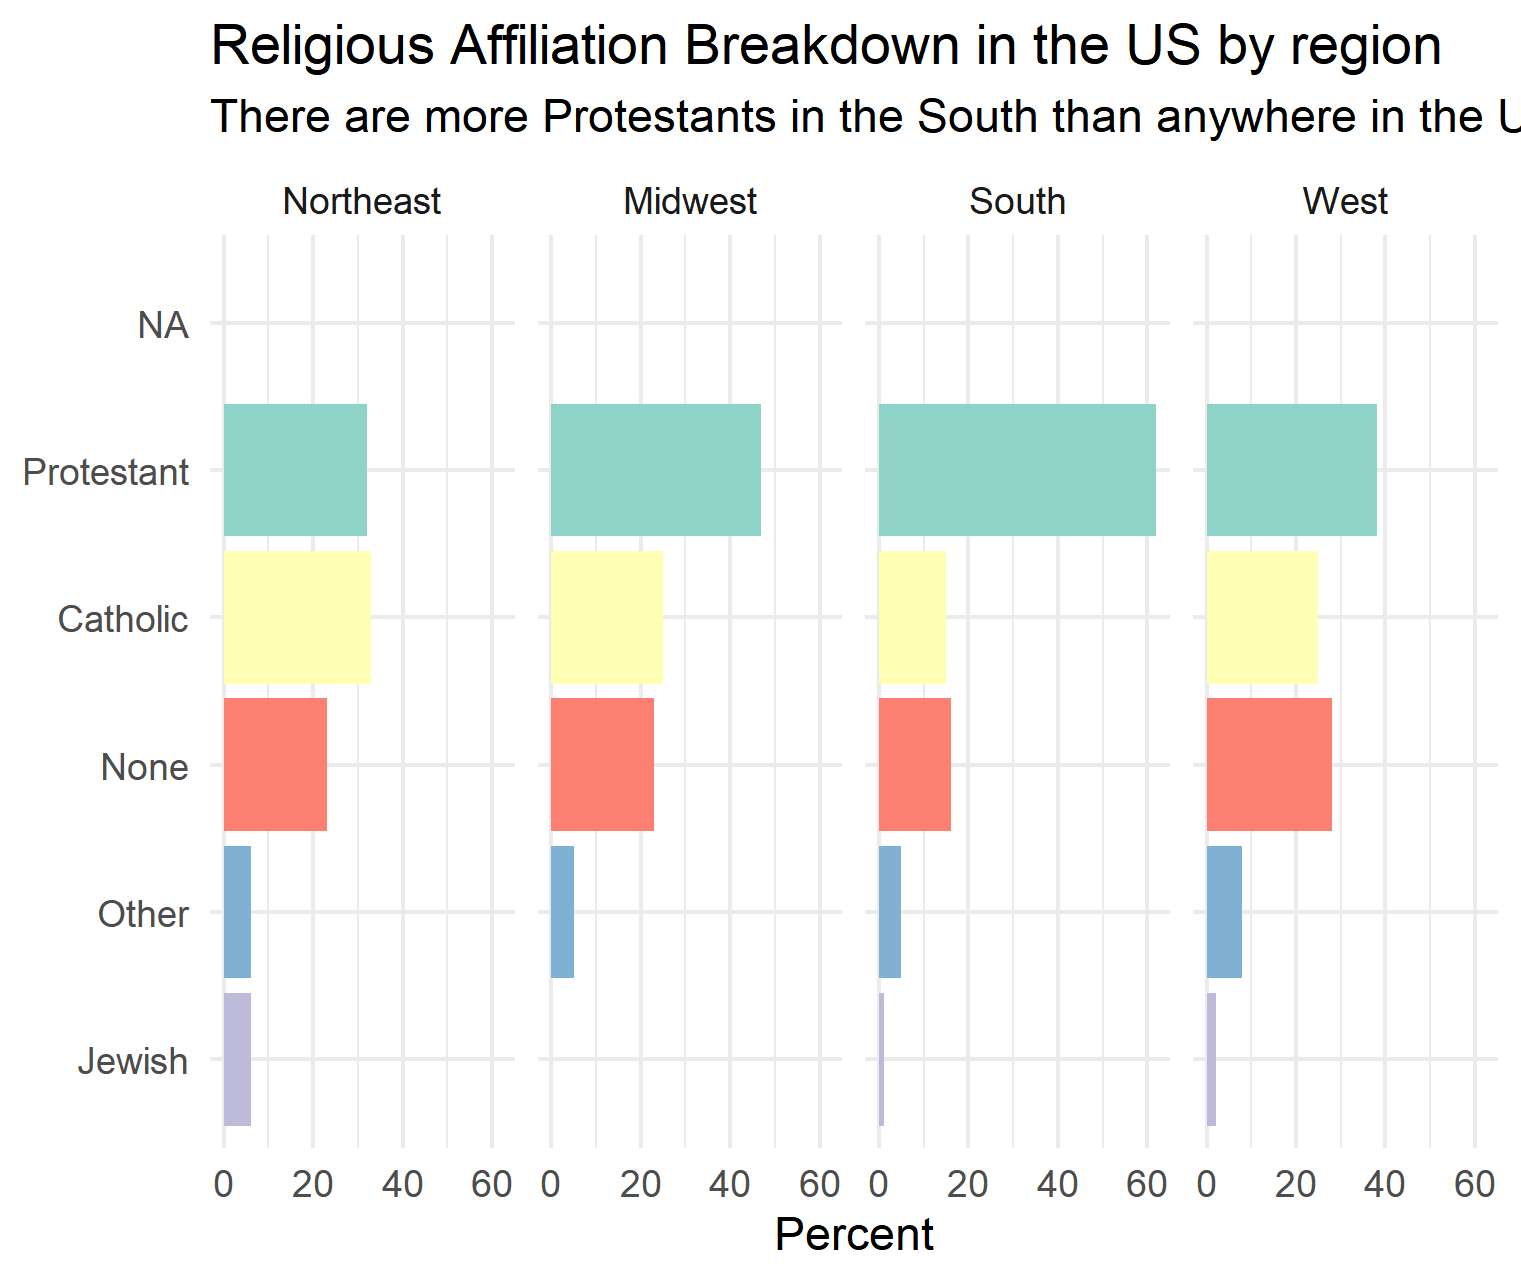 Religious Affiliation Breakdown in the US by region
There are more Protestants in the South than anywhere in the U
Northeast Midwest South West
NA
Protestant
Catholic
None
Other
Jewish
0 20 40 60 0 20 40 60 0 20 40 60 0 20 40 60
Percent